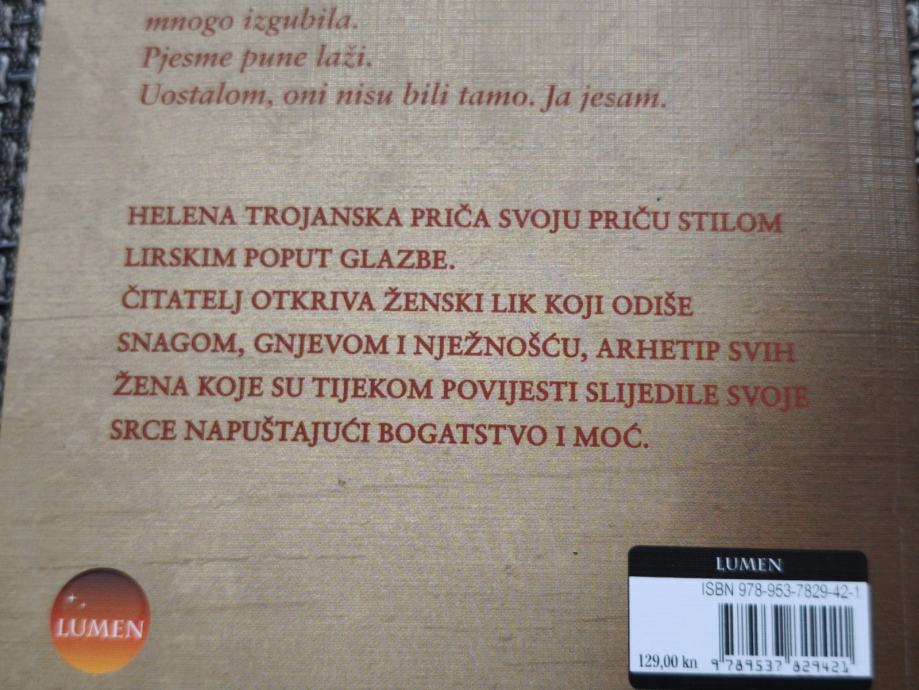 mnogo izgubila.
Pjesme pune laži.
Uostalom, oni nisu bili tamo. Ja jesam.
HELENA TROJANSKA PRIČA SVOJU PRIČU STILOM
LIRSKIM POPUT GLAZBE.
ČITATELJ OTKRIVA ŽENSKI LIK KOJI ODIŠE
SNAGOM, GNJEVOM I NJEŽNOŠĆU, ARHETIP SVIH
ŽENA KOJE SU TIJEKOM POVIJESTI SLIJEDILE SVOJE
SRCE NAPUŠTAJUĆI BOGATSTVO I MOĆ.
LUMEN
LUMEN
ISBN 978-953-7829-42-1
129,00 kn
9 789537 829421